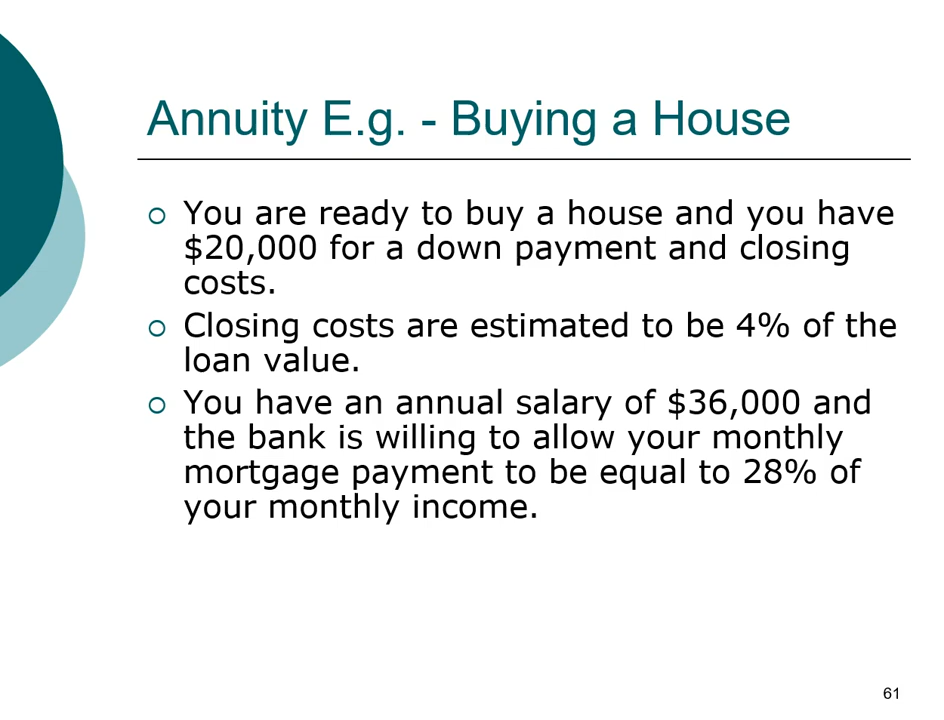 Annuity E.g. - Buying a House
You are ready to buy a house and you have
$20,000 for a down payment and closing
costs.
Closing costs are estimated to be 4% of the
loan value.
You have an annual salary of $36,000 and
the bank is willing to allow your monthly
mortgage payment to be equal to 28% of
your monthly income.
61